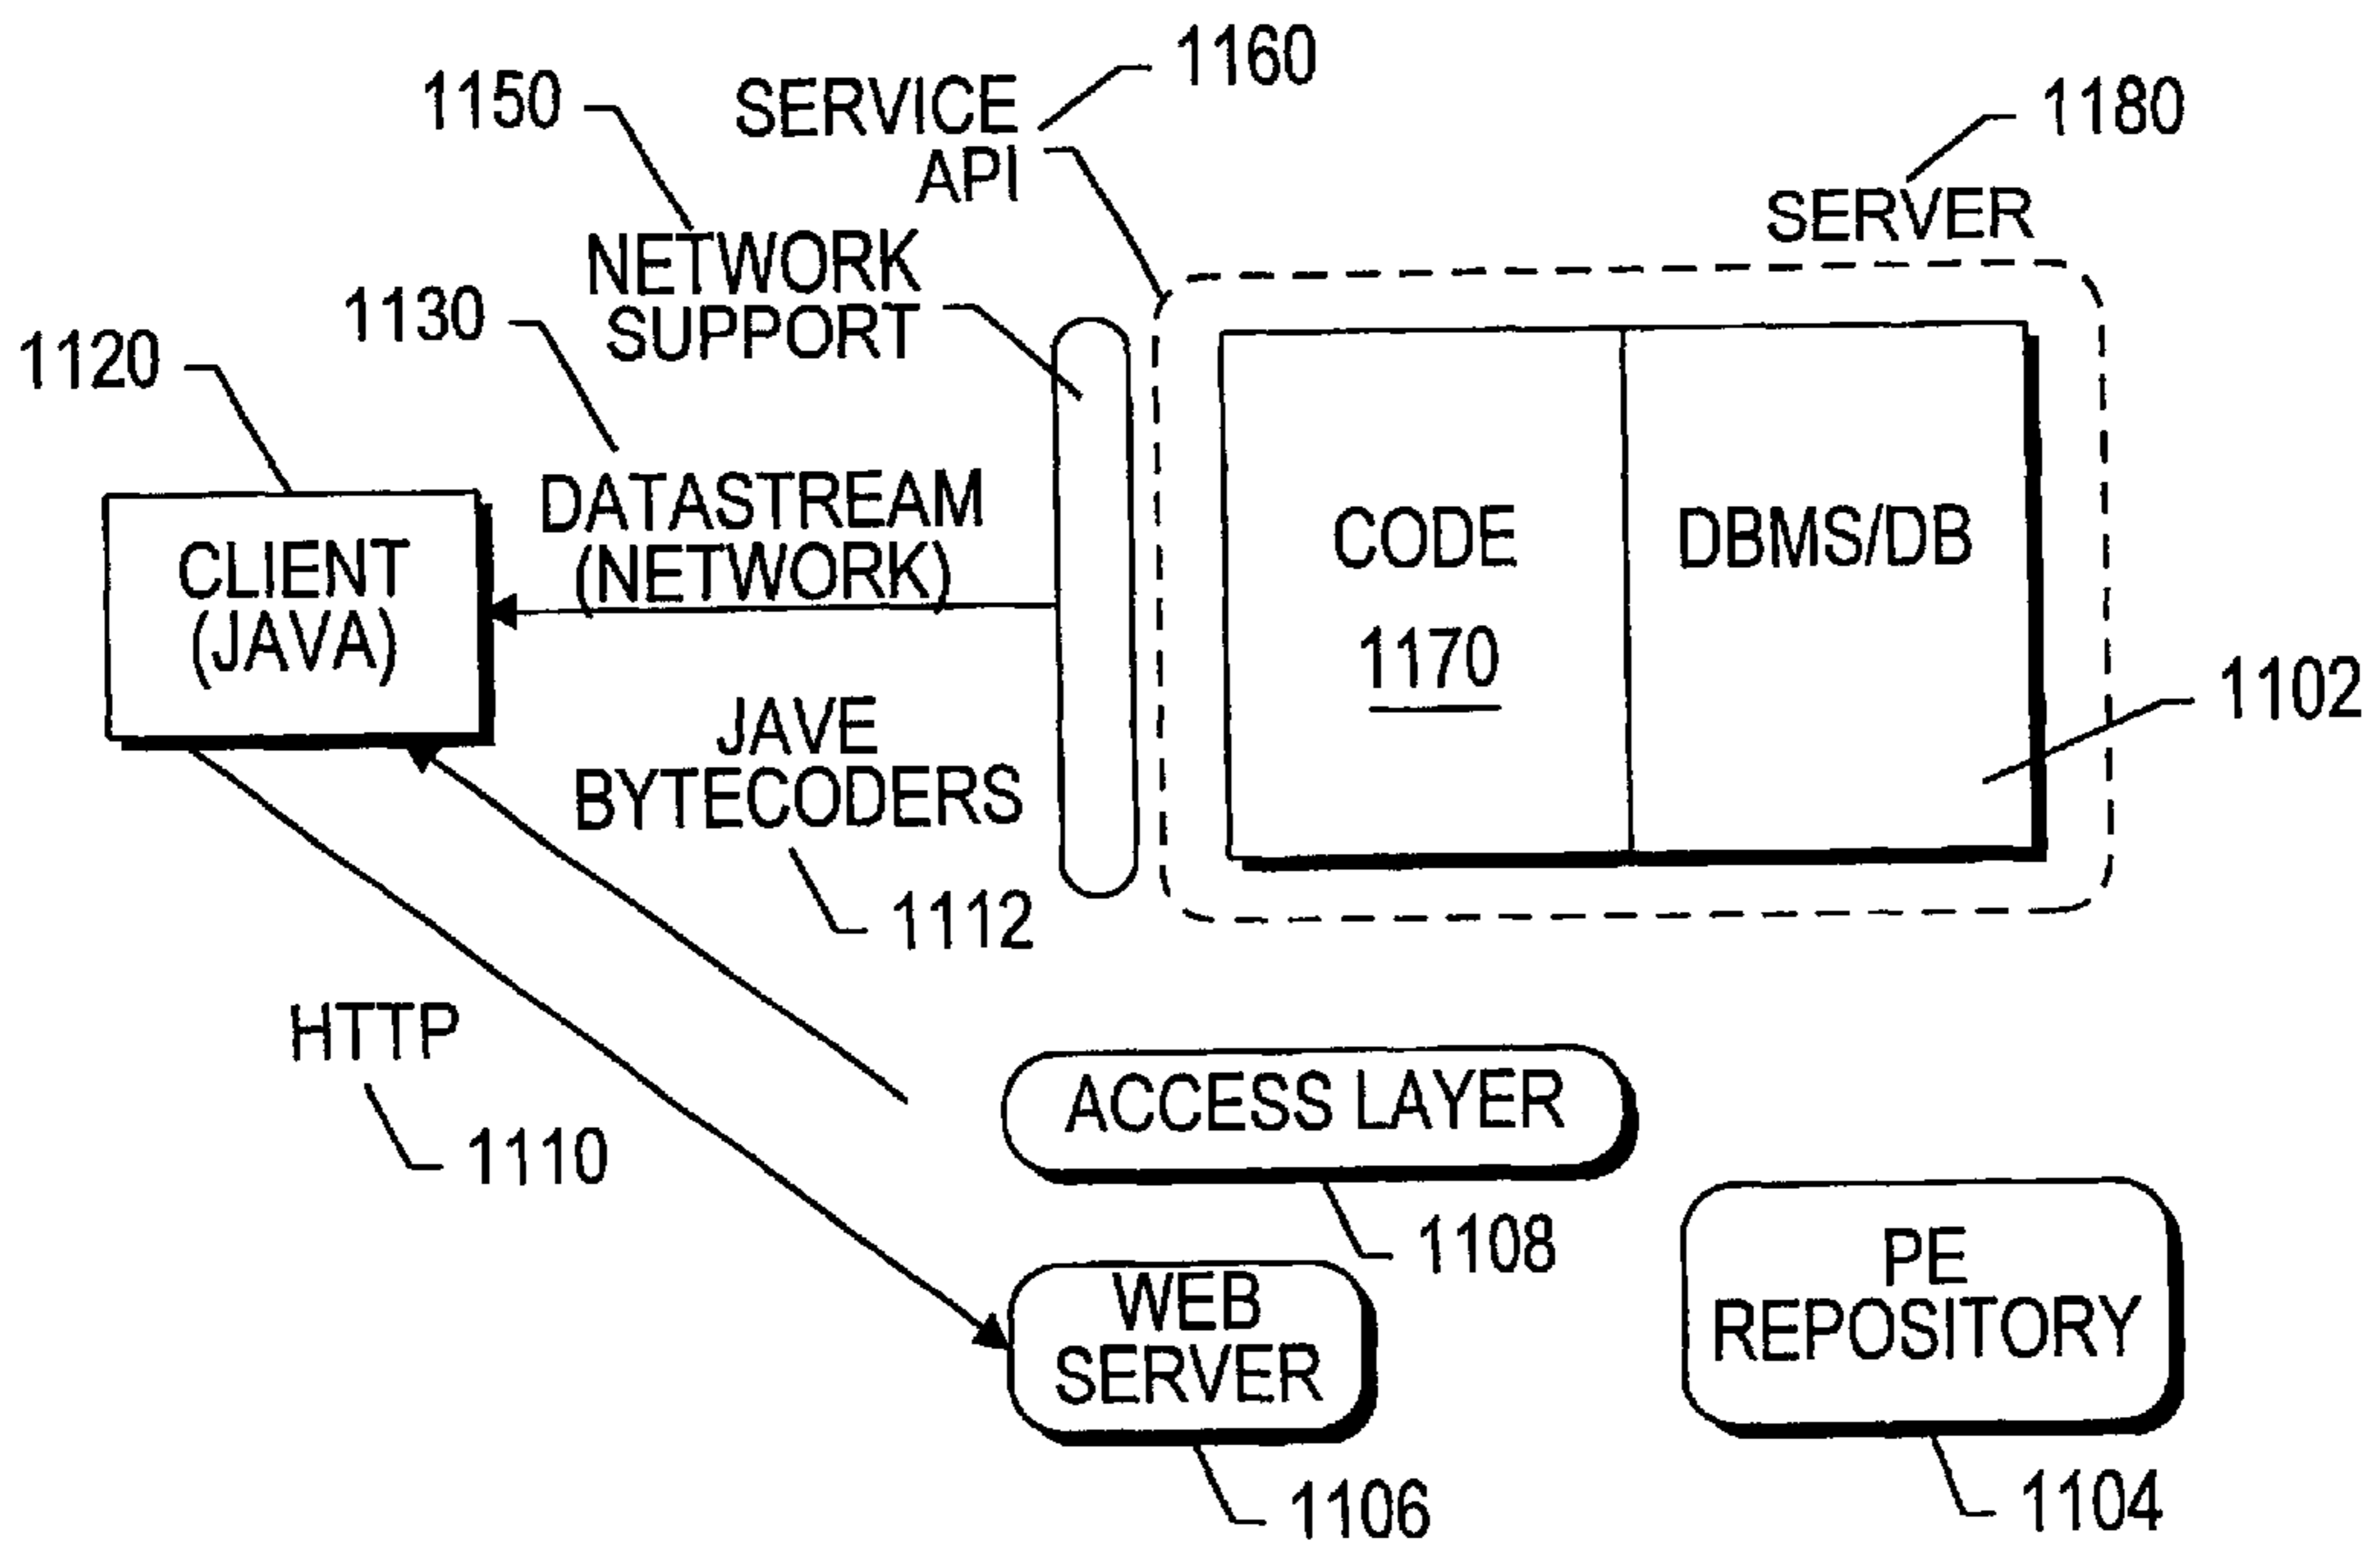 1160
1150
SERVICE
API
1180
SERVER
NETWORK
SUPPORT
1130
1120
DATASTREAM
(NETWORK)
CLIENT
(JAVA)
CODE
1170
DBMS/DB
1102
JAVE
BYTECODERS
1112
HTTP
1110
ACCESS LAYER
1108
WEB
SERVER
1106
PE
REPOSITORY
1104